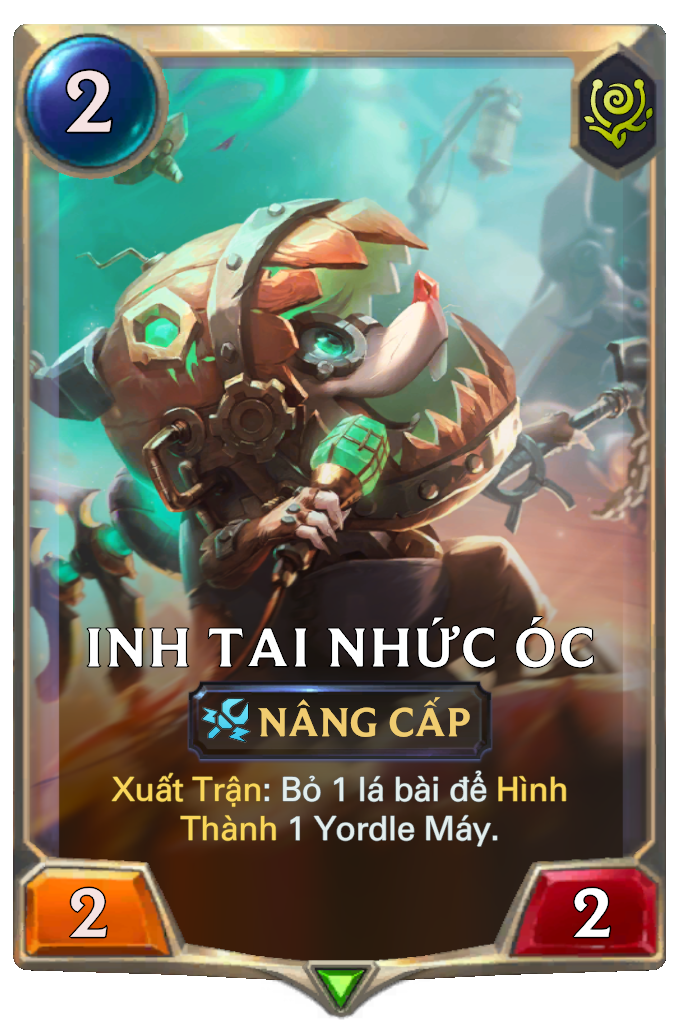 2
INH TAI NHỨC ÓC
NÂNG CẤP
Xuất Trận: Bỏ 1 lá bài để Hình
Thành 1 Yordle Máy.
2
2